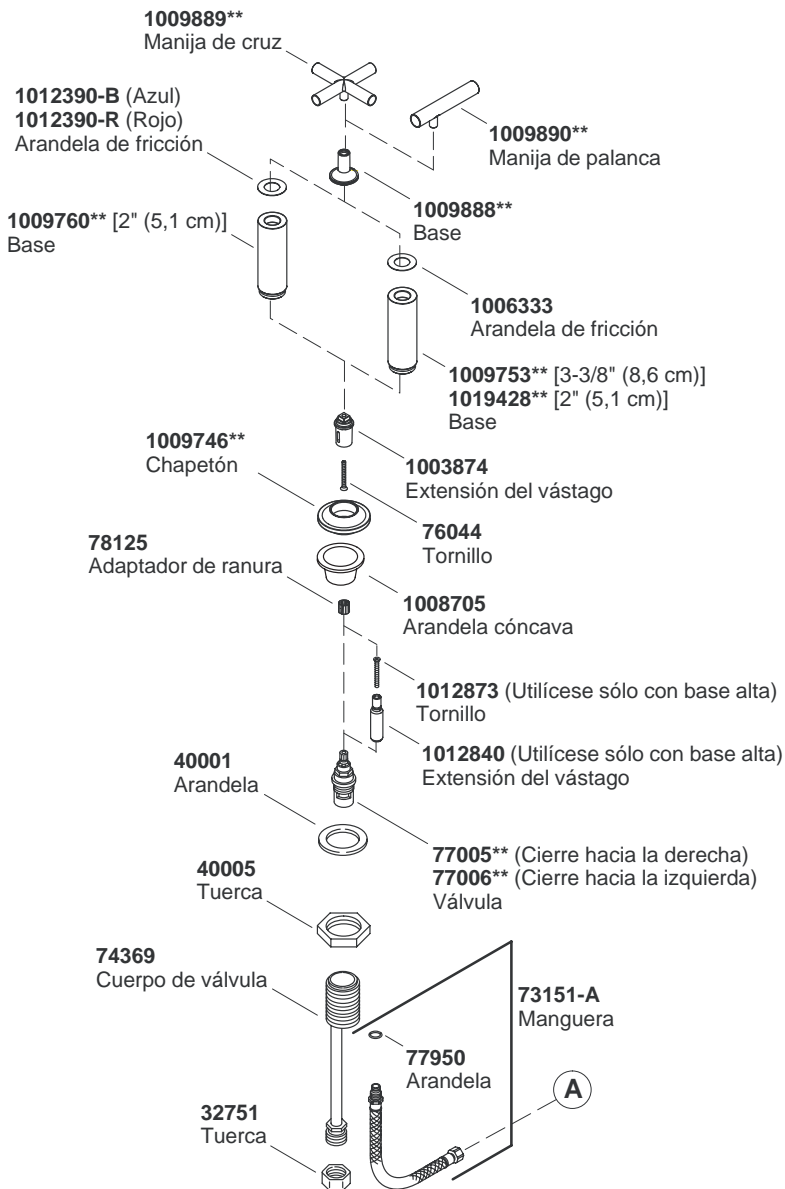 1009889**
Manija de cruz
1012390-B (Azul)
1012390-R (Rojo)
Arandela de fricción
1009890**
Manija de palanca
1009760** [2" (5,1 cm)]
Base
1009888**
Base
1006333
Arandela de fricción
1009753** [3-3/8" (8,6 cm)]
1019428** [2" (5,1 cm)]
Base
1009746**
Chapetón
1003874
Extensión del vástago
76044
Tornillo
78125
Adaptador de ranura
1008705
Arandela cóncava
1012873 (Utilícese sólo con base alta)
Tornillo
1012840 (Utilícese sólo con base alta)
Extensión del vástago
40001
Arandela
77005** (Cierre hacia la derecha)
77006** (Cierre hacia la izquierda)
Válvula
40005
Tuerca
74369
Cuerpo de válvula
73151-A
Manguera
77950
Arandela
A
32751
Tuerca